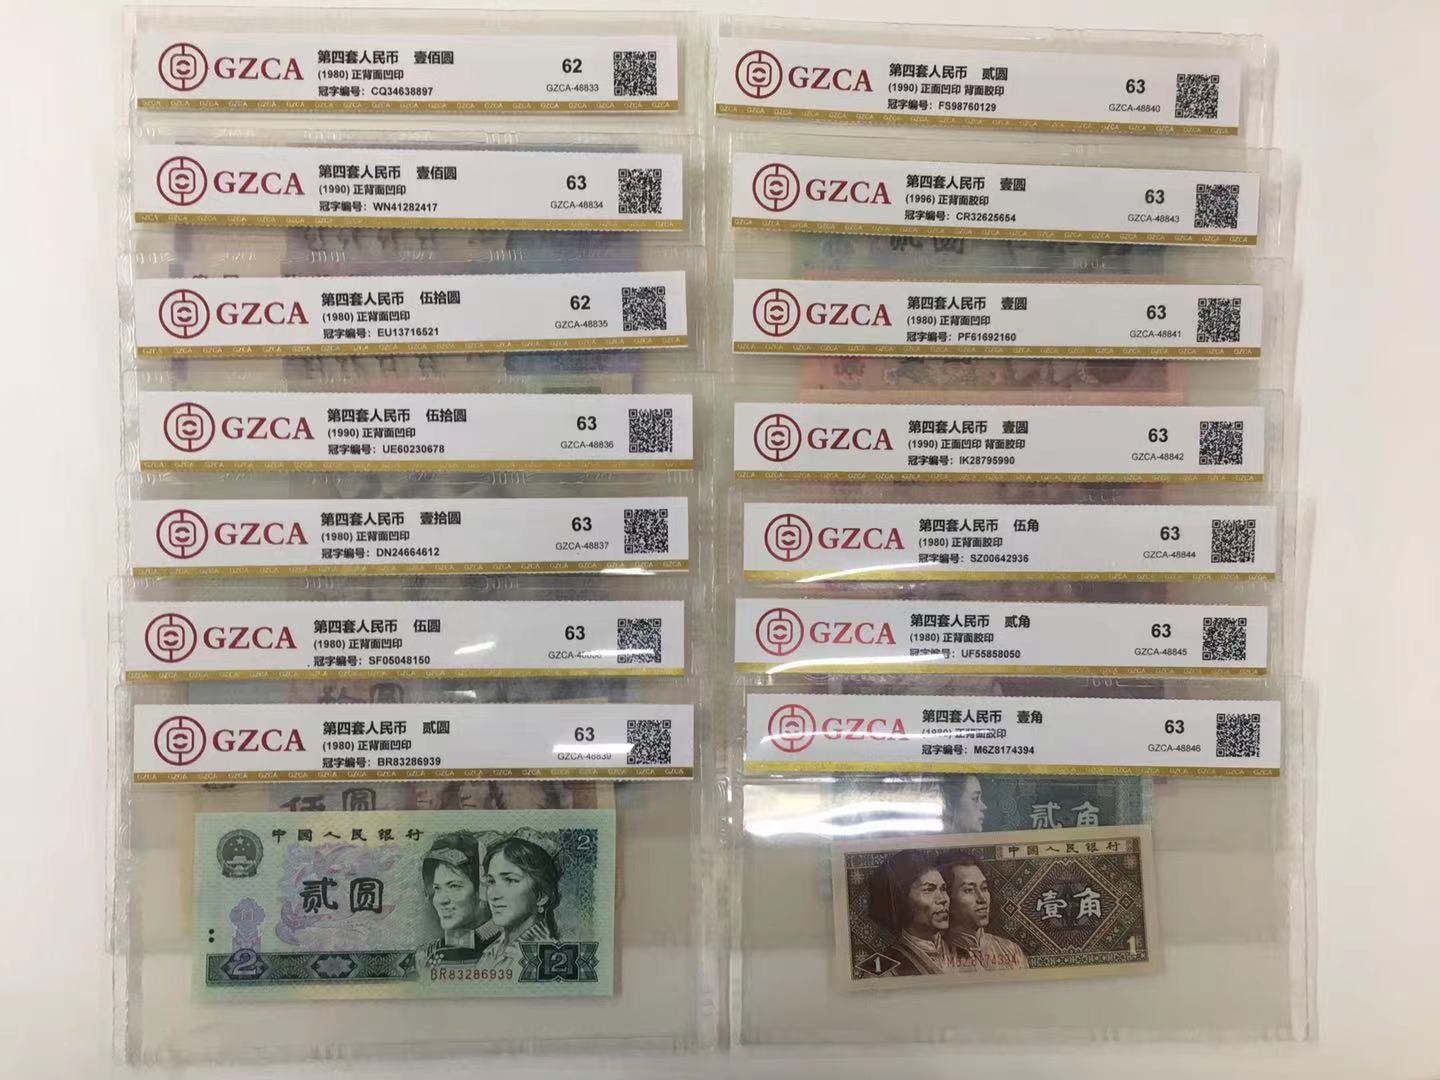 GZCA
第四套人民币 壹佰圆
(1980) 正背面凹印
冠字编号：CQ34638897
62
GZCA-48833
GZCA
第四套人民币 壹佰圆
(1990) 正背面凹印
冠字编号：WN41282417
63
GZCA-48834
GZCA
第四套人民币 伍拾圆
(1980) 正背面凹印
冠字编号：EU13716521
62
GZCA-48835
GZCA
第四套人民币 伍拾圆
(1990) 正背面凹印
冠字编号：UE60230678
63
GZCA-48836
GZCA
第四套人民币 壹拾圆
(1980) 正背面凹印
冠字编号：DN24664612
63
GZCA-48837
GZCA
第四套人民币 伍圆
(1980) 正背面凹印
冠字编号：SF05048150
63
拾圆
GZCA
第四套人民币 贰圆
(1980) 正背面凹印
冠字编号：BR83286939
63
GZCA-48839
伍圆
中国人民银行
2
贰圆
2
BR83286939
2
GZCA
第四套人民币 贰圆
(1990) 正面凹印 背面胶印
冠字编号：FS98760129
63
GZCA-48840
GZCA
第四套人民币 壹圆
(1996) 正背面胶印
冠字编号：CR32625654
63
GZCA-48843
贰圆
GZCA
第四套人民币 壹圆
(1980) 正背面凹印
冠字编号：PF61692160
63
GZCA-48841
GZCA
第四套人民币 壹圆
(1990) 正面凹印 背面胶印
冠字编号：IK28795990
63
GZCA-48842
GZCA
第四套人民币 伍角
(1980) 正背面胶印
冠字编号：SZ00642936
63
GZCA-48844
GZCA
第四套人民币 贰角
(1980) 正背面胶印
冠字编号：UF55858050
63
GZCA-48845
GZCA
第四套人民币 壹角
(1980) 正背面胶印
冠字编号：M6Z8174394
63
GZCA-48846
贰角
中国人民银行
壹角
1
1